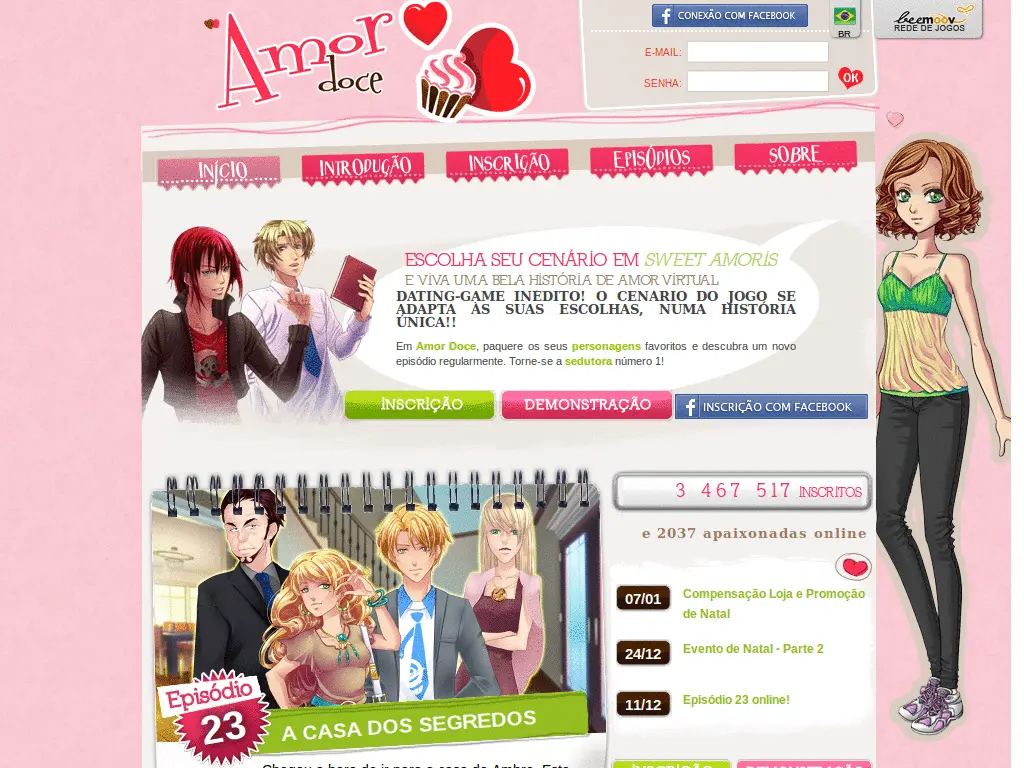 Amor
doce
CONEXÃO COM FACEBOOK
BR
beemoov
REDE DE JOGOS
E-MAIL:
SENHA:
OK
INÍCIO
INTRODUÇÃO
INSCRIÇÃO
EPISÓDIOS
SOBRE
ESCOLHA SEU CENÁRIO EM SWEET AMORIS
E VIVA UMA BELA HISTÓRIA DE AMOR VIRTUAL
DATING-GAME INEDITO! O CENARIO DO JOGO SE
ADAPTA ÀS SUAS ESCOLHAS, NUMA HISTÓRIA
ÚNICA!!
Em Amor Doce, paquere os seus personagens favoritos e descubra um novo
episódio regularmente. Torne-se a sedutora número 1!
INSCRIÇÃO
DEMONSTRAÇÃO
INSCRIÇÃO COM FACEBOOK
3 467 517 INSCRITOS
e 2037 apaixonadas online
07/01
Compensação Loja e Promoção
de Natal
24/12
Evento de Natal - Parte 2
11/12
Episódio 23 online!
Episódio
23
A CASA DOS SEGREDOS
Chegou a hora de ir para a casa da Ambre. Este
INSCRIÇÃO
DEMONSTRAÇÃO